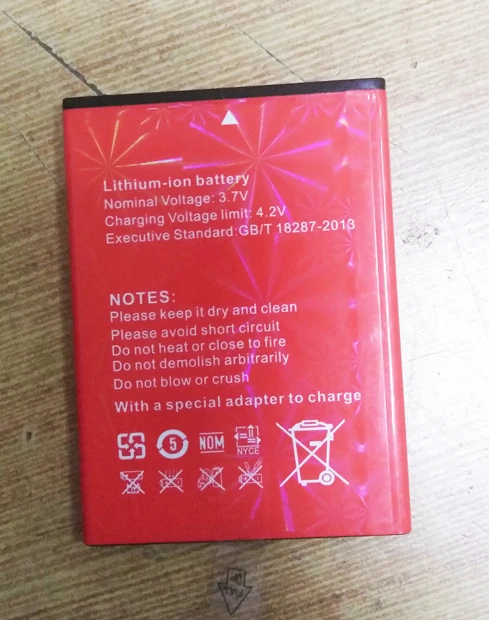 Lithium-ion battery
Nominal Voltage: 3.7V
Charging Voltage limit: 4.2V
Executive Standard:GB/T 18287-2013
NOTES:
Please keep it dry and clean
Please avoid short circuit
Do not heat or close to fire
Do not demolish arbitrarily
Do not blow or crush
With a special adapter to charge
5 NOM NYCE